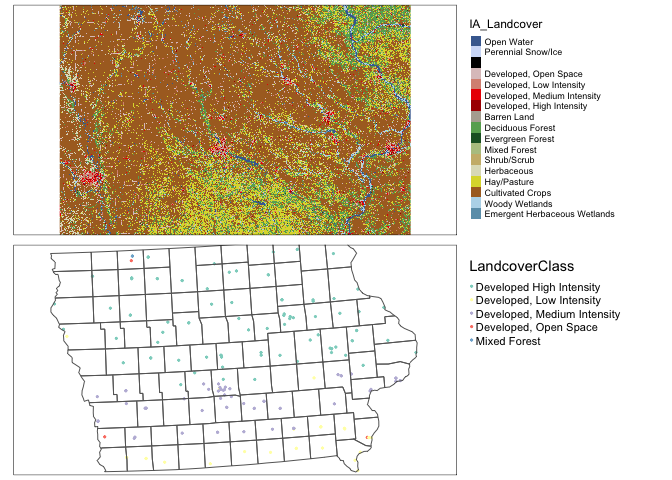 IA_Landcover
Open Water
Perennial Snow/Ice
Developed, Open Space
Developed, Low Intensity
Developed, Medium Intensity
Developed, High Intensity
Barren Land
Deciduous Forest
Evergreen Forest
Mixed Forest
Shrub/Scrub
Herbaceous
Hay/Pasture
Cultivated Crops
Woody Wetlands
Emergent Herbaceous Wetlands
LandcoverClass
Developed High Intensity
Developed, Low Intensity
Developed, Medium Intensity
Developed, Open Space
Mixed Forest